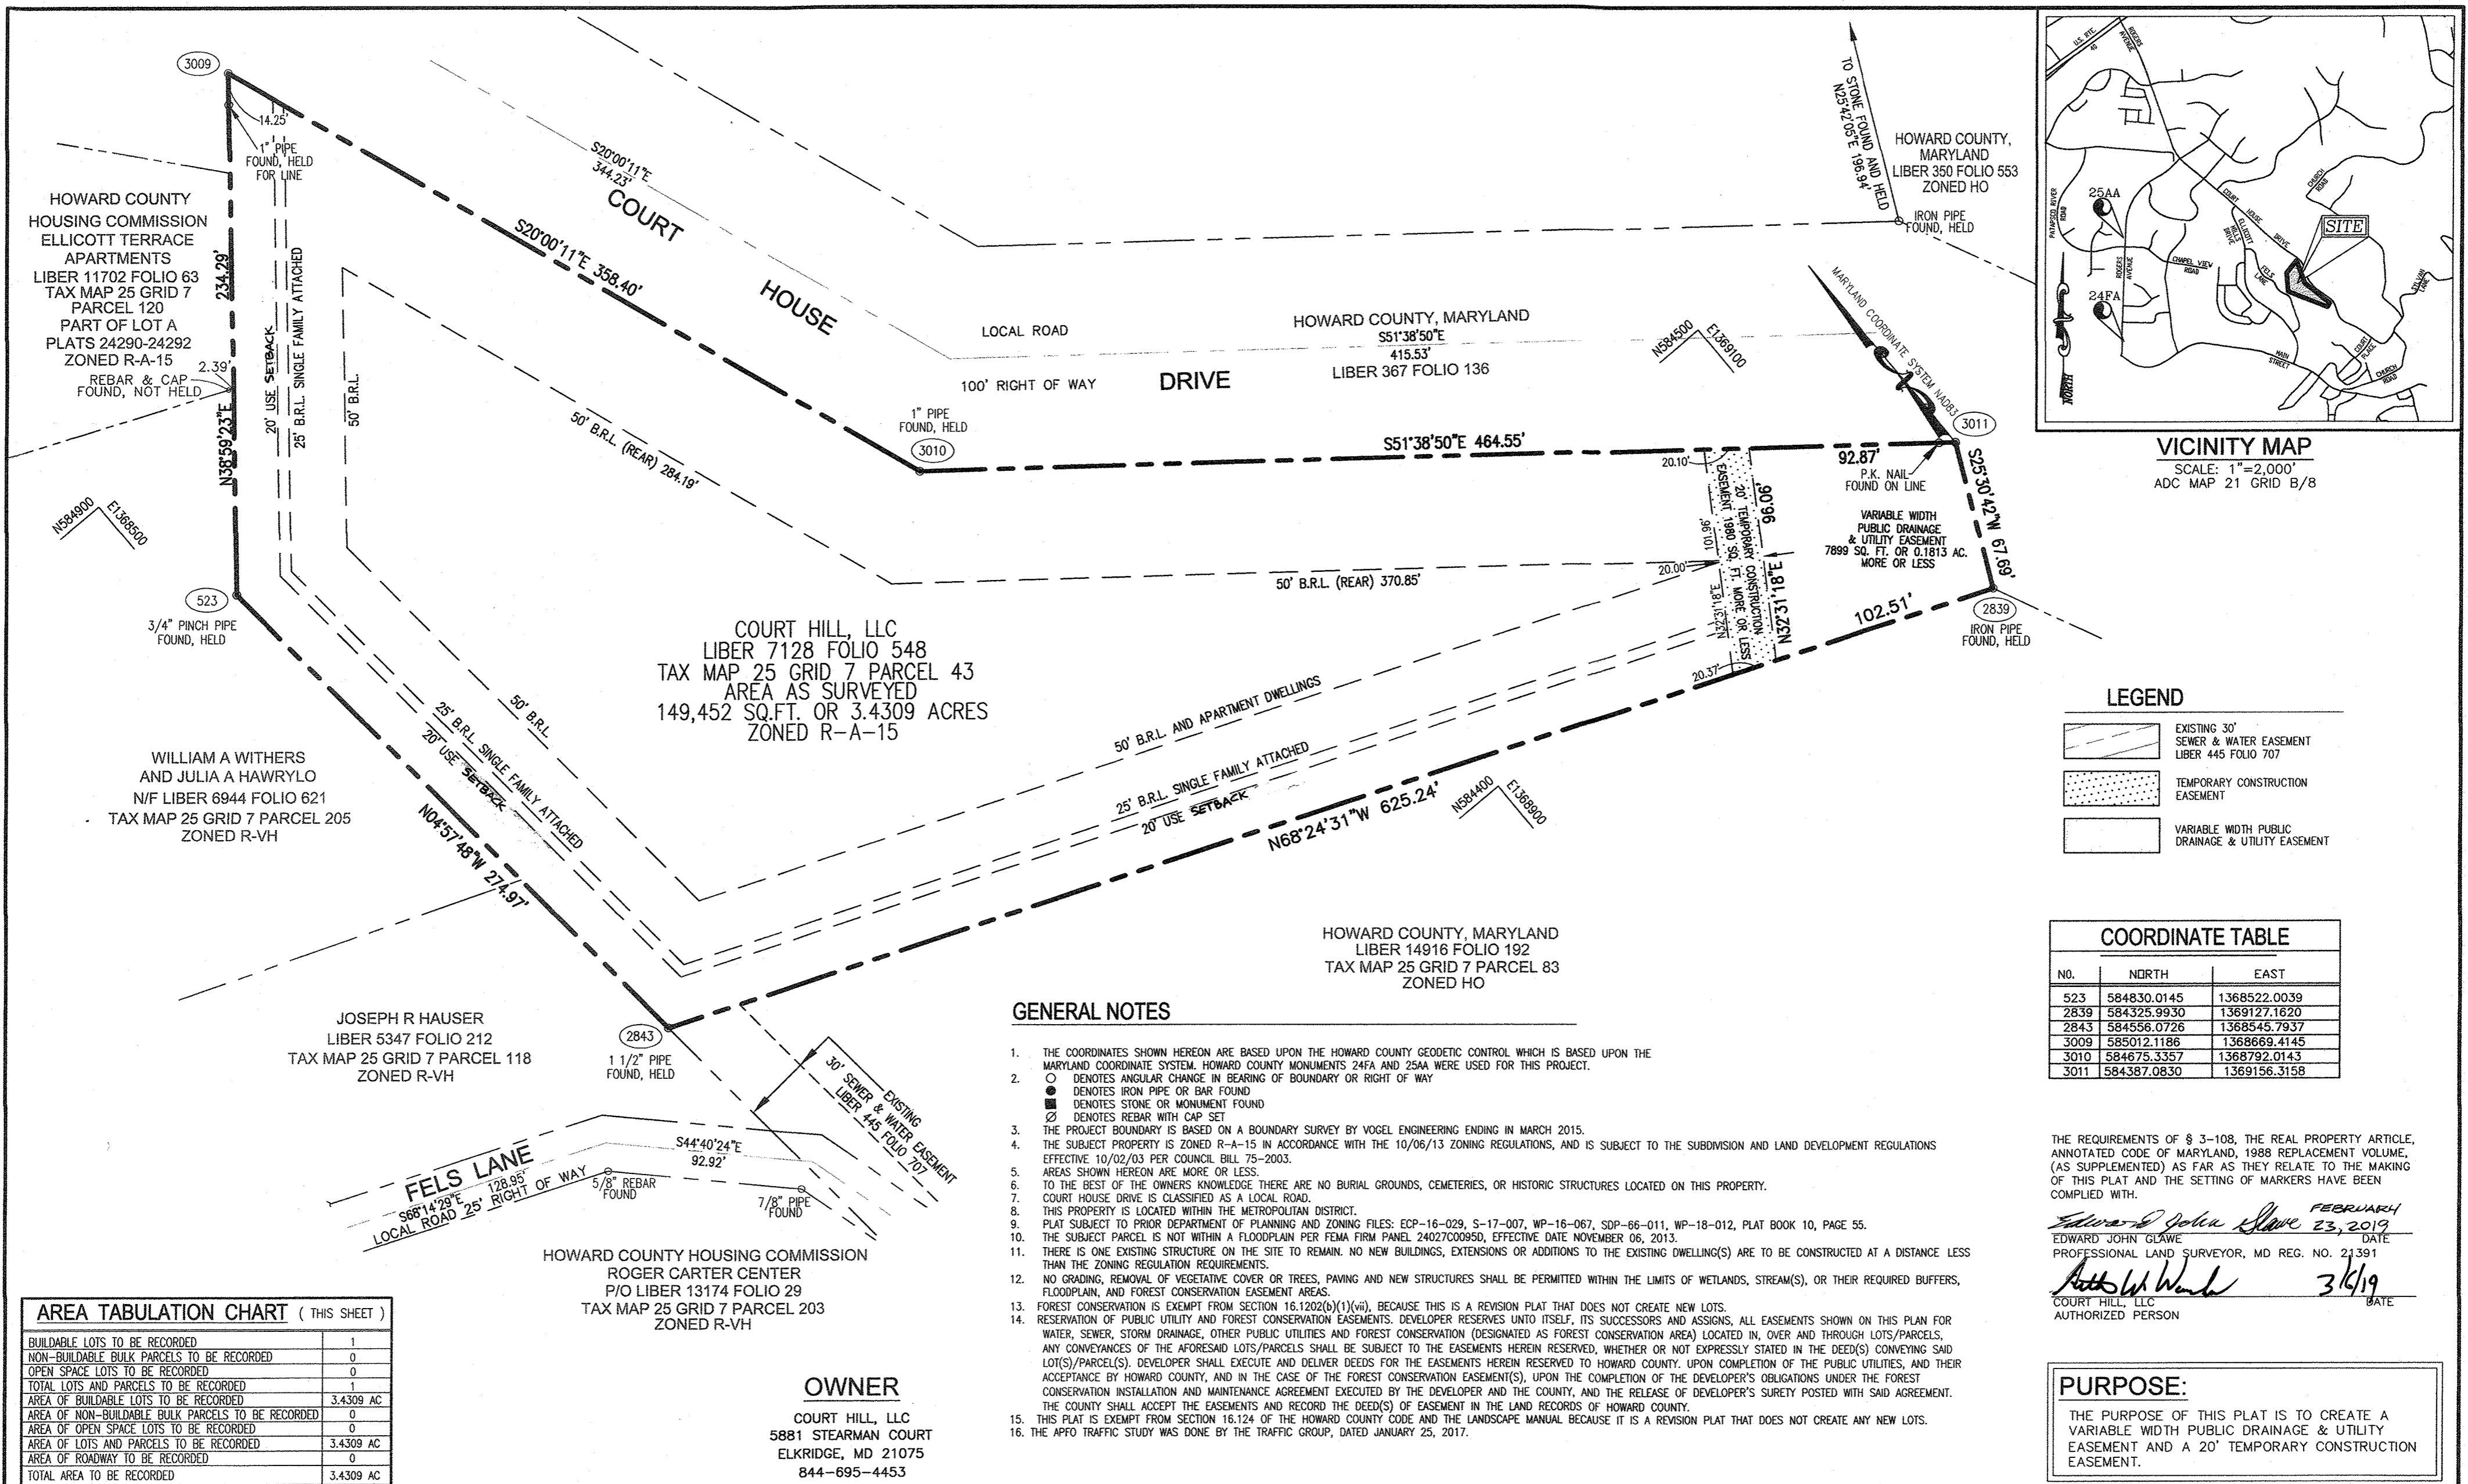 3009
14.25'
1" PIPE
FOUND, HELD
FOR LINE
HOWARD COUNTY
HOUSING COMMISSION
ELLICOTT TERRACE
APARTMENTS
LIBER 11702 FOLIO 63
TAX MAP 25 GRID 7
PARCEL 120
PART OF LOT A
PLATS 24290-24292
ZONED R-A-15
2.39'
REBAR & CAP
FOUND, NOT HELD
N38°59'23"E
234.29'
20' USE SETBACK
25' B.R.L. SINGLE FAMILY ATTACHED
50' B.R.L.
N584900
E1368500
523
3/4" PINCH PIPE
FOUND, HELD
S20°00'11"E
344.23'
COURT
HOUSE
DRIVE
S20°00'11"E 358.40'
50' B.R.L. (REAR) 284.19'
LOCAL ROAD
100' RIGHT OF WAY
1" PIPE
FOUND, HELD
3010
HOWARD COUNTY, MARYLAND
S51°38'50"E
415.53'
LIBER 367 FOLIO 136
N584500
E1369100
S51°38'50"E 464.55'
TO STONE FOUND AND HELD
N25°42'05"E 196.94'
HOWARD COUNTY,
MARYLAND
LIBER 350 FOLIO 553
ZONED HO
IRON PIPE
FOUND, HELD
MARYLAND COORDINATE SYSTEM NAD83
3011
92.87'
P.K. NAIL
FOUND ON LINE
S25°30'42"W 67.69'
20.10'
EASEMENT 1980 SQ. FT. MORE OR LESS
20' TEMPORARY CONSTRUCTION
101.96'
N32°31'18"E
96.06'
N32°31'18"E
20.00'
20.37'
VARIABLE WIDTH
PUBLIC DRAINAGE
& UTILITY EASEMENT
7899 SQ. FT. OR 0.1813 AC.
MORE OR LESS
102.51'
2839
IRON PIPE
FOUND, HELD
50' B.R.L. (REAR) 370.85'
COURT HILL, LLC
LIBER 7128 FOLIO 548
TAX MAP 25 GRID 7 PARCEL 43
AREA AS SURVEYED
149,452 SQ.FT. OR 3.4309 ACRES
ZONED R-A-15
50' B.R.L
25' B.R.L. SINGLE FAMILY ATTACHED
20' USE SETBACK
N04°57'48"W 274.97'
50' B.R.L. AND APARTMENT DWELLINGS
25' B.R.L. SINGLE FAMILY ATTACHED
20' USE SETBACK
N68°24'31"W 625.24'
N584400
E1368900
WILLIAM A WITHERS
AND JULIA A HAWRYLO
N/F LIBER 6944 FOLIO 621
TAX MAP 25 GRID 7 PARCEL 205
ZONED R-VH
JOSEPH R HAUSER
LIBER 5347 FOLIO 212
TAX MAP 25 GRID 7 PARCEL 118
ZONED R-VH
2843
1 1/2" PIPE
FOUND, HELD
EXISTING
30' SEWER & WATER EASEMENT
LIBER 445 FOLIO 707
FELS LANE
S68°14'29"E 128.95'
LOCAL ROAD 25' RIGHT OF WAY
S44°40'24"E
92.92'
5/8" REBAR
FOUND
7/8" PIPE
FOUND
HOWARD COUNTY HOUSING COMMISSION
ROGER CARTER CENTER
P/O LIBER 13174 FOLIO 29
TAX MAP 25 GRID 7 PARCEL 203
ZONED R-VH
HOWARD COUNTY, MARYLAND
LIBER 14916 FOLIO 192
TAX MAP 25 GRID 7 PARCEL 83
ZONED HO
U.S. RTE. 40
ROGERS AVENUE
25AA
PATAPSCO RIVER ROAD
COURT HOUSE DRIVE
ELLICOTT HILLS DRIVE
CHURCH ROAD
SITE
CHAPEL VIEW ROAD
ROGERS AVENUE
FELS LANE
24FA
SYLVAN LANE
MAIN STREET
COURT PLACE
CHURCH ROAD
NORTH
VICINITY MAP
SCALE: 1"=2,000'
ADC MAP 21 GRID B/8
LEGEND
EXISTING 30'
SEWER & WATER EASEMENT
LIBER 445 FOLIO 707
TEMPORARY CONSTRUCTION
EASEMENT
VARIABLE WIDTH PUBLIC
DRAINAGE & UTILITY EASEMENT
COORDINATE TABLE
NO. NORTH EAST
523 584830.0145 1368522.0039
2839 584325.9930 1369127.1620
2843 584556.0726 1368545.7937
3009 585012.1186 1368669.4145
3010 584675.3357 1368792.0143
3011 584387.0830 1369156.3158
GENERAL NOTES
1. THE COORDINATES SHOWN HEREON ARE BASED UPON THE HOWARD COUNTY GEODETIC CONTROL WHICH IS BASED UPON THE
MARYLAND COORDINATE SYSTEM. HOWARD COUNTY MONUMENTS 24FA AND 25AA WERE USED FOR THIS PROJECT.
2. DENOTES ANGULAR CHANGE IN BEARING OF BOUNDARY OR RIGHT OF WAY
DENOTES IRON PIPE OR BAR FOUND
DENOTES STONE OR MONUMENT FOUND
DENOTES REBAR WITH CAP SET
3. THE PROJECT BOUNDARY IS BASED ON A BOUNDARY SURVEY BY VOGEL ENGINEERING ENDING IN MARCH 2015.
4. THE SUBJECT PROPERTY IS ZONED R-A-15 IN ACCORDANCE WITH THE 10/06/13 ZONING REGULATIONS, AND IS SUBJECT TO THE SUBDIVISION AND LAND DEVELOPMENT REGULATIONS
EFFECTIVE 10/02/03 PER COUNCIL BILL 75-2003.
5. AREAS SHOWN HEREON ARE MORE OR LESS.
6. TO THE BEST OF THE OWNERS KNOWLEDGE THERE ARE NO BURIAL GROUNDS, CEMETERIES, OR HISTORIC STRUCTURES LOCATED ON THIS PROPERTY.
7. COURT HOUSE DRIVE IS CLASSIFIED AS A LOCAL ROAD.
8. THIS PROPERTY IS LOCATED WITHIN THE METROPOLITAN DISTRICT.
9. PLAT SUBJECT TO PRIOR DEPARTMENT OF PLANNING AND ZONING FILES: ECP-16-029, S-17-007, WP-16-067, SDP-66-011, WP-18-012, PLAT BOOK 10, PAGE 55.
10. THE SUBJECT PARCEL IS NOT WITHIN A FLOODPLAIN PER FEMA FIRM PANEL 24027C0095D, EFFECTIVE DATE NOVEMBER 06, 2013.
11. THERE IS ONE EXISTING STRUCTURE ON THE SITE TO REMAIN. NO NEW BUILDINGS, EXTENSIONS OR ADDITIONS TO THE EXISTING DWELLING(S) ARE TO BE CONSTRUCTED AT A DISTANCE LESS
THAN THE ZONING REGULATION REQUIREMENTS.
12. NO GRADING, REMOVAL OF VEGETATIVE COVER OR TREES, PAVING AND NEW STRUCTURES SHALL BE PERMITTED WITHIN THE LIMITS OF WETLANDS, STREAM(S), OR THEIR REQUIRED BUFFERS,
FLOODPLAIN, AND FOREST CONSERVATION EASEMENT AREAS.
13. FOREST CONSERVATION IS EXEMPT FROM SECTION 16.1202(b)(1)(vii), BECAUSE THIS IS A REVISION PLAT THAT DOES NOT CREATE NEW LOTS.
14. RESERVATION OF PUBLIC UTILITY AND FOREST CONSERVATION EASEMENTS. DEVELOPER RESERVES UNTO ITSELF, ITS SUCCESSORS AND ASSIGNS, ALL EASEMENTS SHOWN ON THIS PLAN FOR
WATER, SEWER, STORM DRAINAGE, OTHER PUBLIC UTILITIES AND FOREST CONSERVATION (DESIGNATED AS FOREST CONSERVATION AREA) LOCATED IN, OVER AND THROUGH LOTS/PARCELS,
ANY CONVEYANCES OF THE AFORESAID LOTS/PARCELS SHALL BE SUBJECT TO THE EASEMENTS HEREIN RESERVED, WHETHER OR NOT EXPRESSLY STATED IN THE DEED(S) CONVEYING SAID
LOT(S)/PARCEL(S). DEVELOPER SHALL EXECUTE AND DELIVER DEEDS FOR THE EASEMENTS HEREIN RESERVED TO HOWARD COUNTY. UPON COMPLETION OF THE PUBLIC UTILITIES, AND THEIR
ACCEPTANCE BY HOWARD COUNTY, AND IN THE CASE OF THE FOREST CONSERVATION EASEMENT(S), UPON THE COMPLETION OF THE DEVELOPER'S OBLIGATIONS UNDER THE FOREST
CONSERVATION INSTALLATION AND MAINTENANCE AGREEMENT EXECUTED BY THE DEVELOPER AND THE COUNTY, AND THE RELEASE OF DEVELOPER'S SURETY POSTED WITH SAID AGREEMENT.
THE COUNTY SHALL ACCEPT THE EASEMENTS AND RECORD THE DEED(S) OF EASEMENT IN THE LAND RECORDS OF HOWARD COUNTY.
15. THIS PLAT IS EXEMPT FROM SECTION 16.124 OF THE HOWARD COUNTY CODE AND THE LANDSCAPE MANUAL BECAUSE IT IS A REVISION PLAT THAT DOES NOT CREATE ANY NEW LOTS.
16. THE APFO TRAFFIC STUDY WAS DONE BY THE TRAFFIC GROUP, DATED JANUARY 25, 2017.
THE REQUIREMENTS OF § 3-108, THE REAL PROPERTY ARTICLE,
ANNOTATED CODE OF MARYLAND, 1988 REPLACEMENT VOLUME,
(AS SUPPLEMENTED) AS FAR AS THEY RELATE TO THE MAKING
OF THIS PLAT AND THE SETTING OF MARKERS HAVE BEEN
COMPLIED WITH.
Edward John Glawe FEBRUARY 23, 2019
EDWARD JOHN GLAWE DATE
PROFESSIONAL LAND SURVEYOR, MD REG. NO. 21391
3/6/19
COURT HILL, LLC DATE
AUTHORIZED PERSON
AREA TABULATION CHART ( THIS SHEET )
BUILDABLE LOTS TO BE RECORDED 1
NON-BUILDABLE BULK PARCELS TO BE RECORDED 0
OPEN SPACE LOTS TO BE RECORDED 0
TOTAL LOTS AND PARCELS TO BE RECORDED 1
AREA OF BUILDABLE LOTS TO BE RECORDED 3.4309 AC
AREA OF NON-BUILDABLE BULK PARCELS TO BE RECORDED 0
AREA OF OPEN SPACE LOTS TO BE RECORDED 0
AREA OF LOTS AND PARCELS TO BE RECORDED 3.4309 AC
AREA OF ROADWAY TO BE RECORDED 0
TOTAL AREA TO BE RECORDED 3.4309 AC
OWNER
COURT HILL, LLC
5881 STEARMAN COURT
ELKRIDGE, MD 21075
844-695-4453
PURPOSE:
THE PURPOSE OF THIS PLAT IS TO CREATE A
VARIABLE WIDTH PUBLIC DRAINAGE & UTILITY
EASEMENT AND A 20' TEMPORARY CONSTRUCTION
EASEMENT.